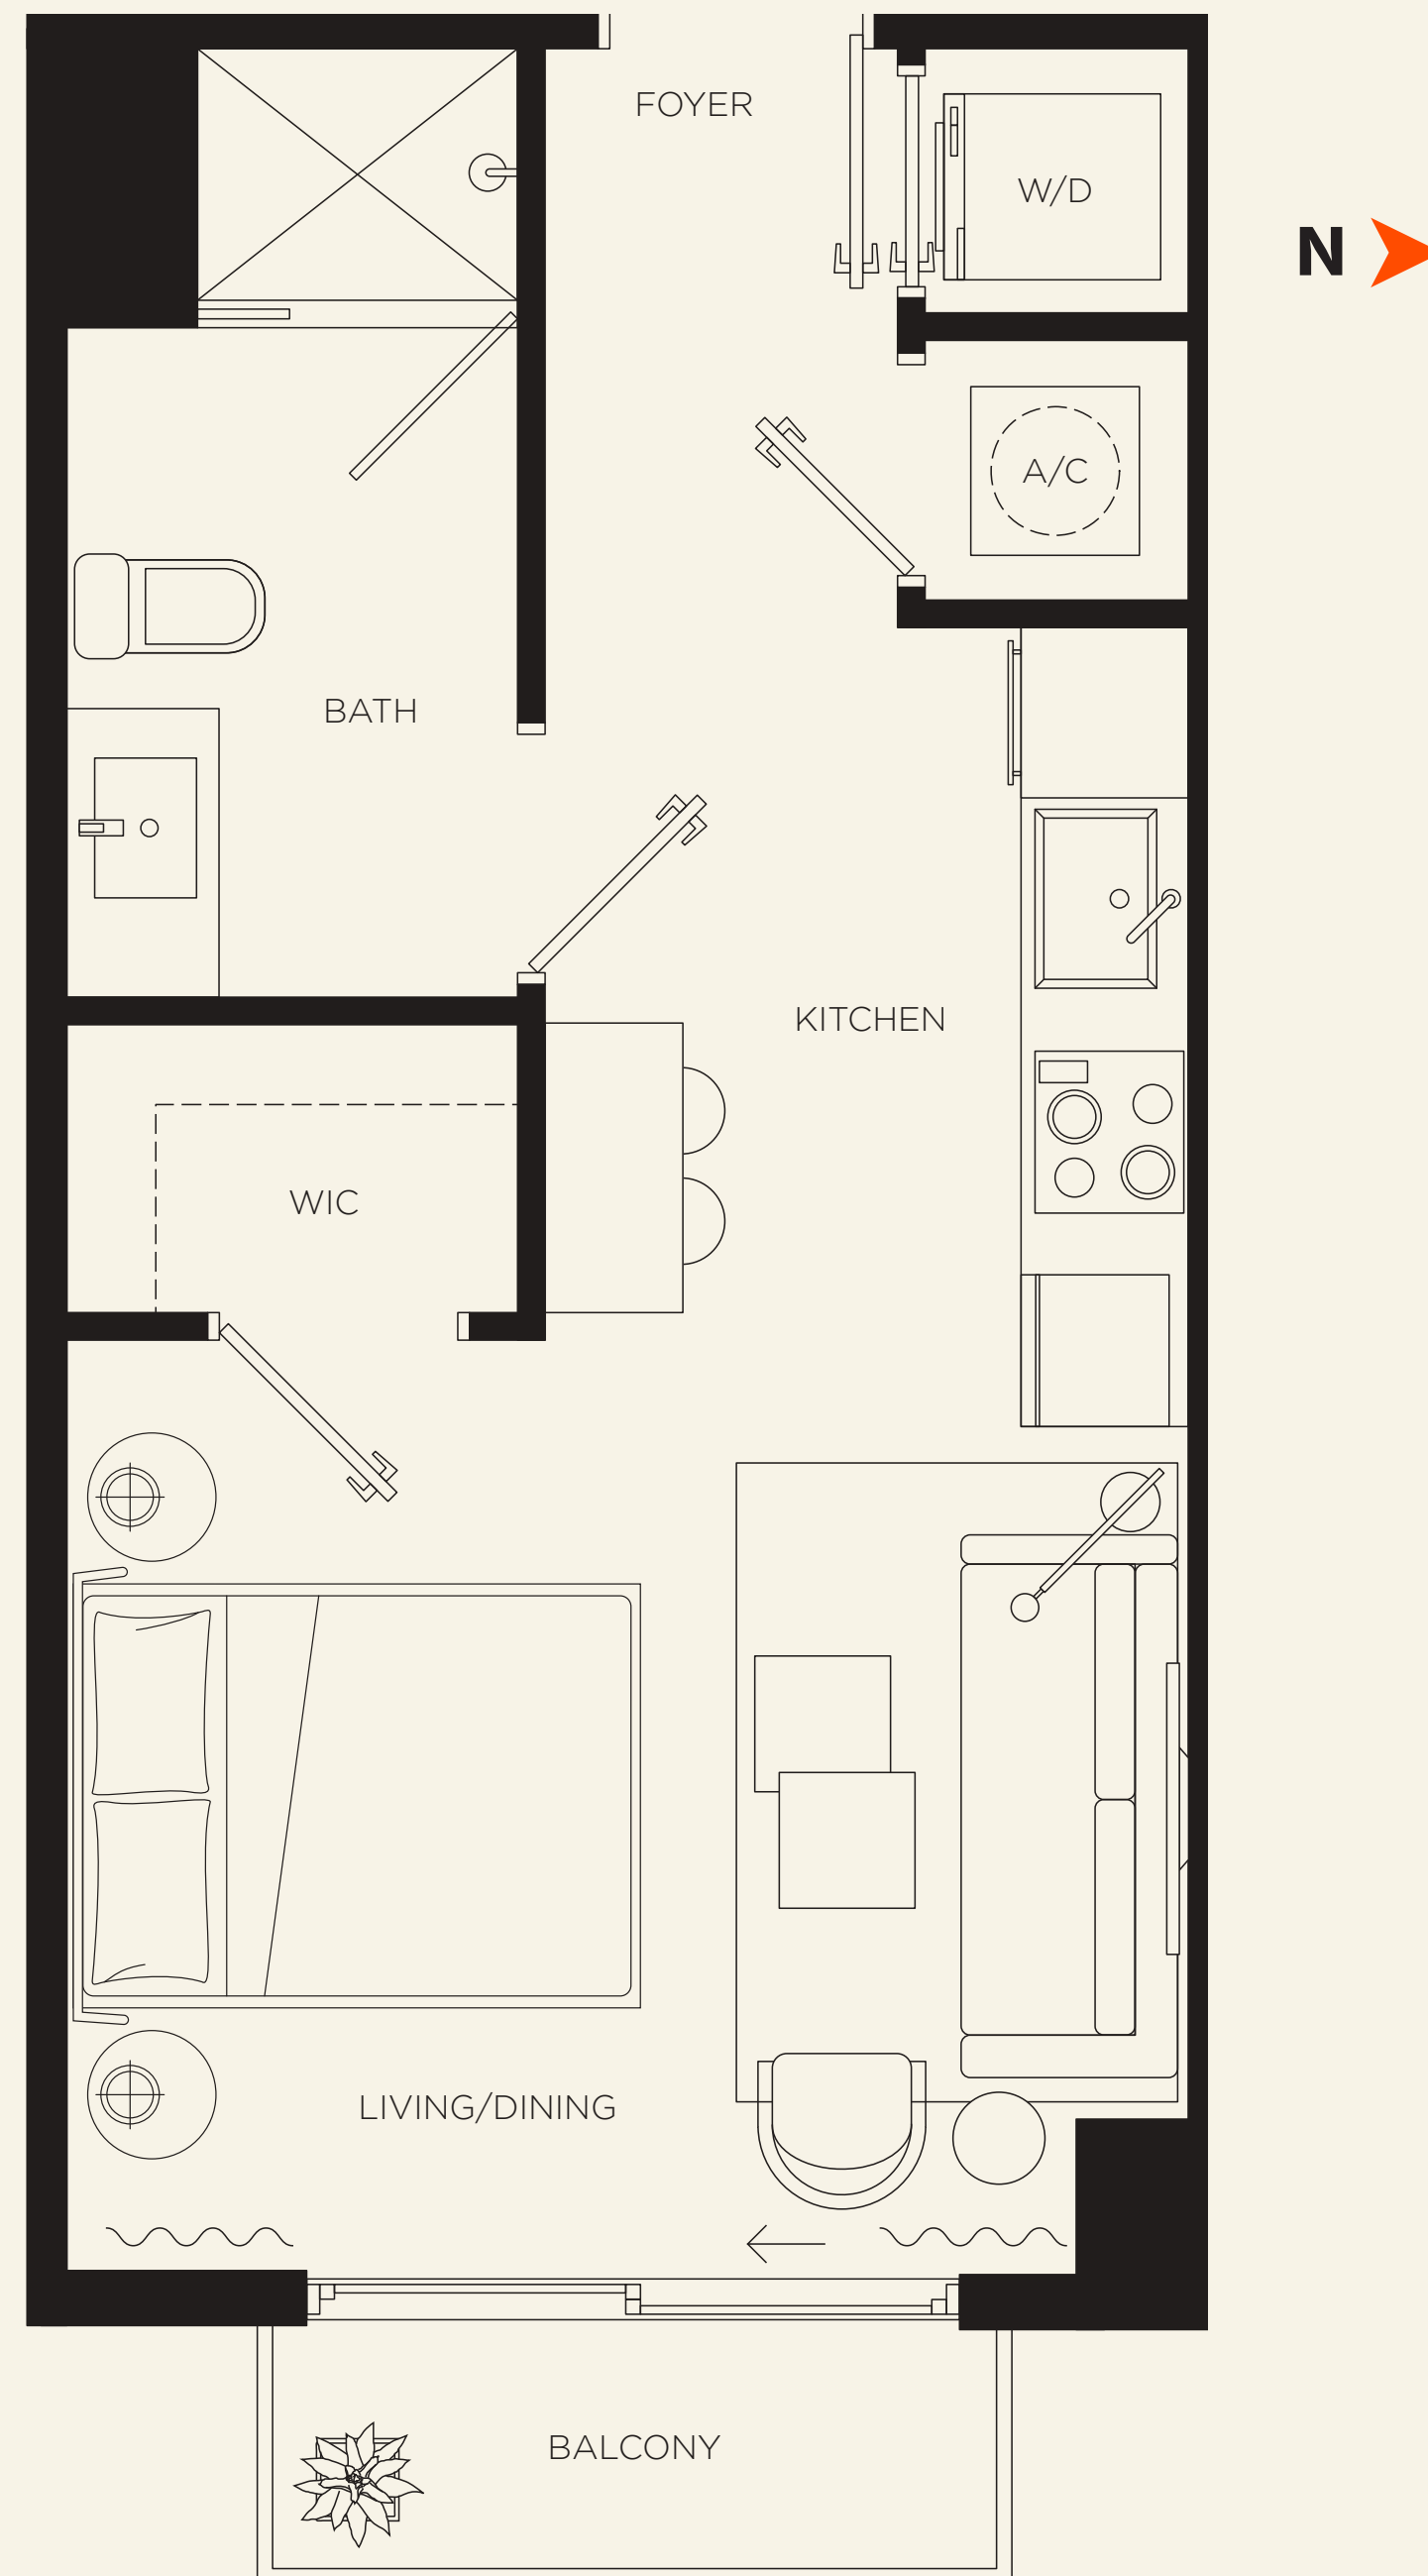 FOYER
W/D
N
A/C
BATH
KITCHEN
WIC
LIVING/DINING
BALCONY